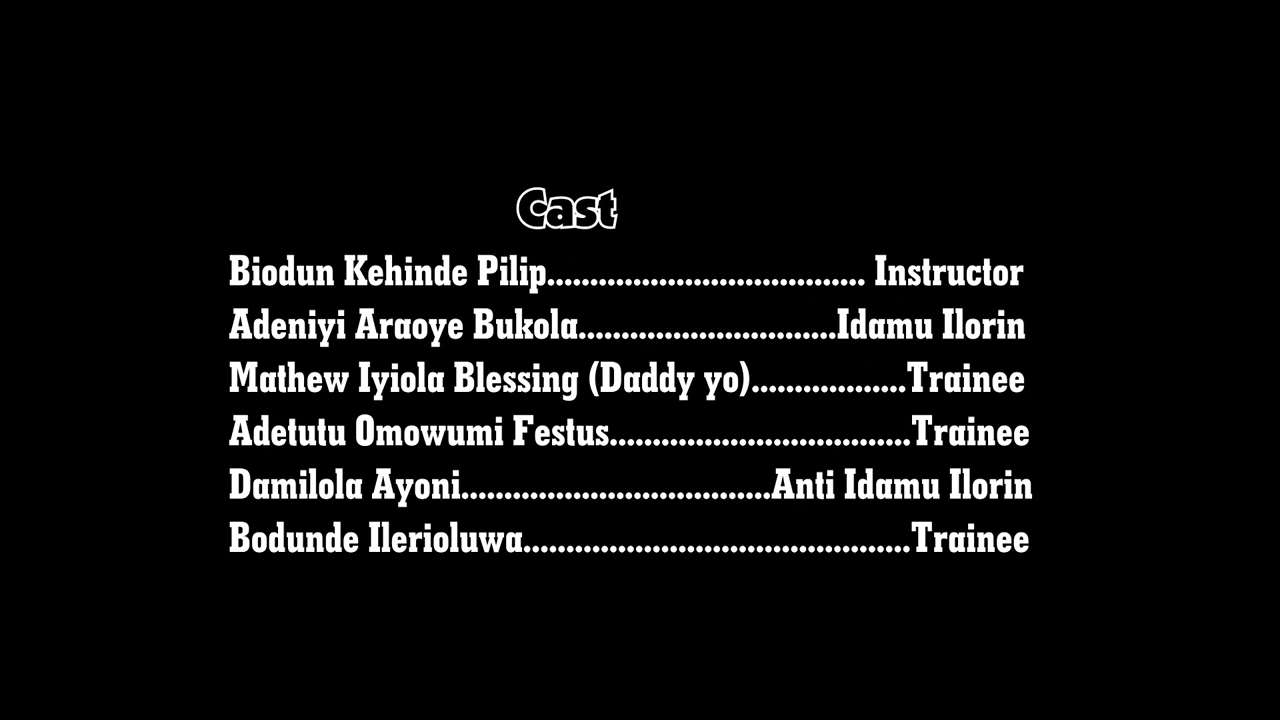 Cast
Biodun Kehinde Pilip..................................... Instructor
Adeniyi Araoye Bukola..............................Idamu Ilorin
Mathew Iyiola Blessing (Daddy yo)..................Trainee
Adetutu Omowumi Festus...................................Trainee
Damilola Ayoni....................................Anti Idamu Ilorin
Bodunde Ilerioluwa.............................................Trainee